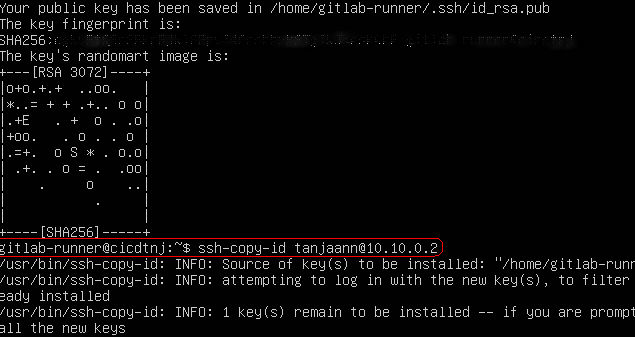 Your public key has been saved in /home/gitlab-runner/.ssh/id_rsa.pub
The key fingerprint is:
SHA256:
The key's randomart image is:
+---[RSA 3072]----+
|o+o.+.+  ..oo.   |
|*..= + + .+.. o o|
|.+E   . +  o . .o|
|+oo.   . o . . o |
|.=+.  o S * . o.o|
| .+. . o = .  .oo|
|    .     o    ..|
|           .     |
|                 |
+----[SHA256]-----+
gitlab-runner@cicdtnj:~$ ssh-copy-id tanjaann@10.10.0.2
/usr/bin/ssh-copy-id: INFO: Source of key(s) to be installed: "/home/gitlab-runn
/usr/bin/ssh-copy-id: INFO: attempting to log in with the new key(s), to filter
eady installed
/usr/bin/ssh-copy-id: INFO: 1 key(s) remain to be installed -- if you are prompt
all the new keys